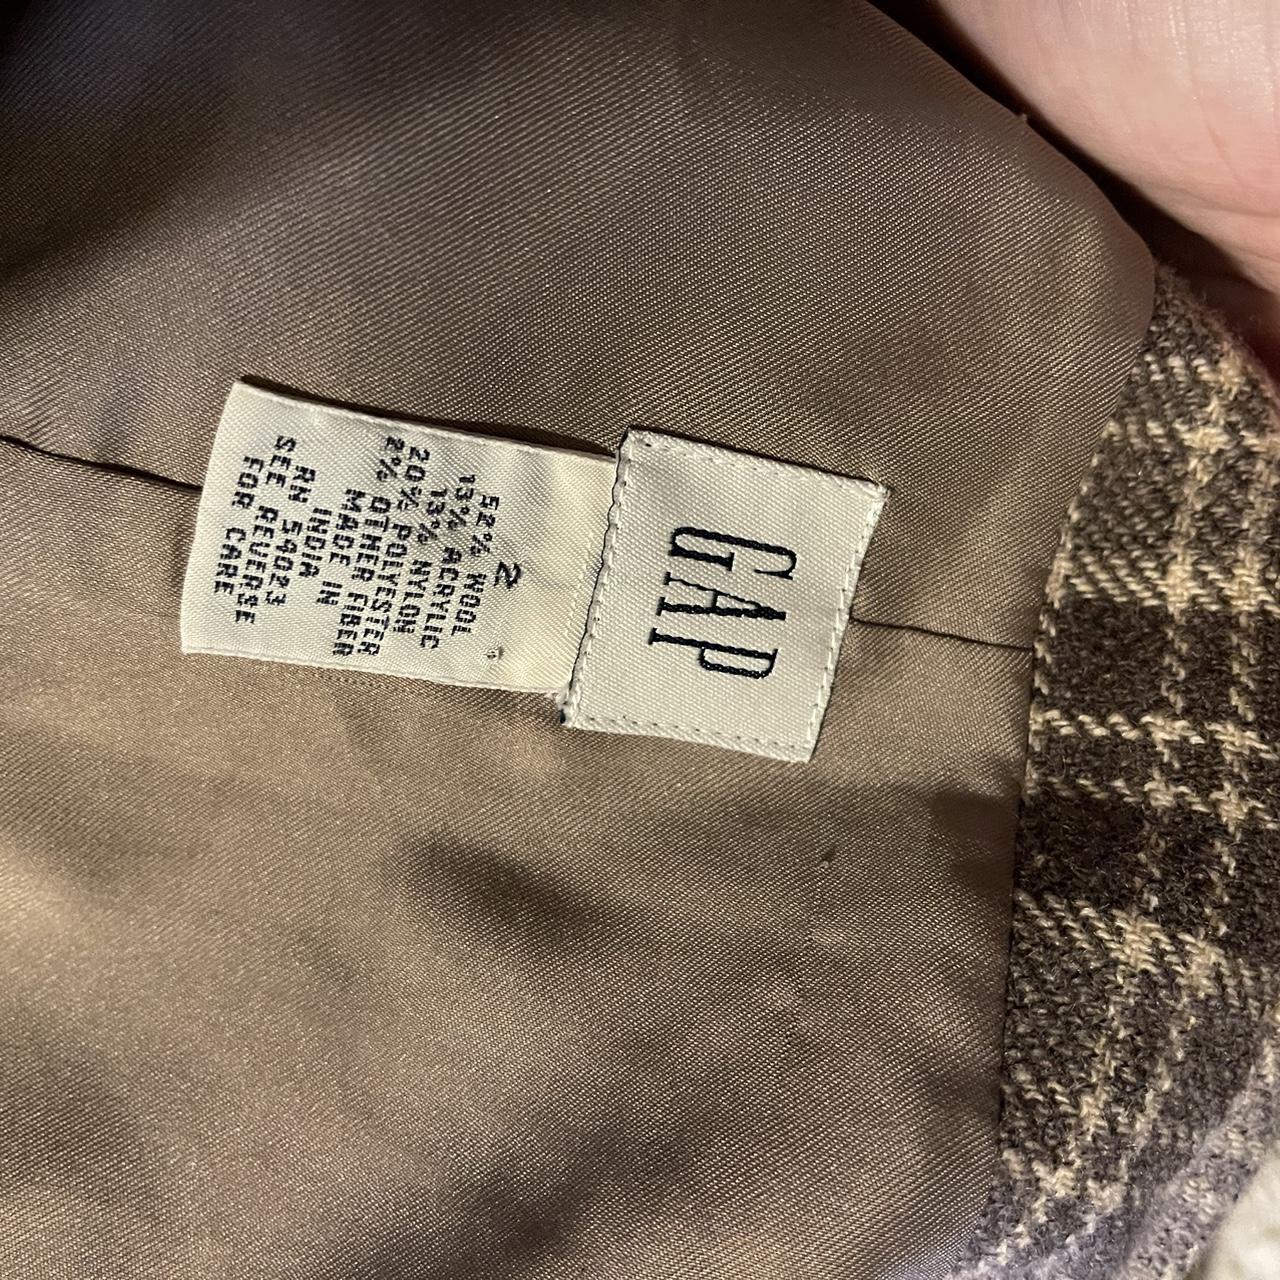 GAP
2
52% WOOL
13% ACRYLIC
13% NYLON
20% POLYESTER
2% OTHER FIBER
MADE IN
INDIA
RN 54023
SEE REVERSE
FOR CARE